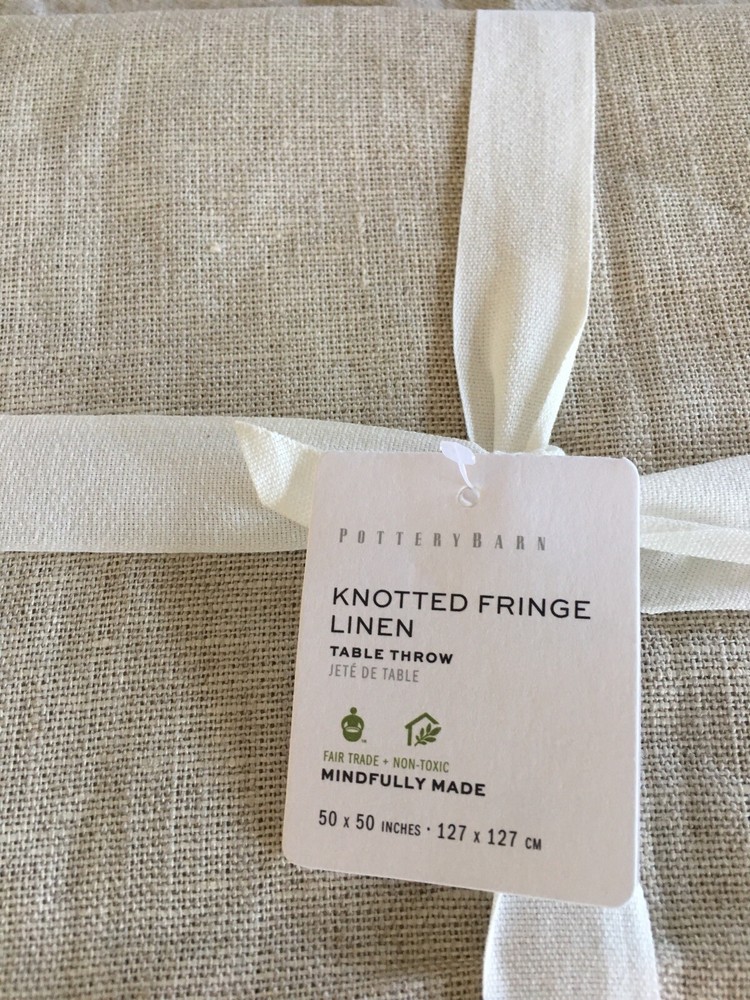 POTTERYBARN
KNOTTED FRINGE
LINEN
TABLE THROW
JETÉ DE TABLE
FAIR TRADE + NON-TOXIC
MINDFULLY MADE
50 x 50 INCHES · 127 x 127 CM